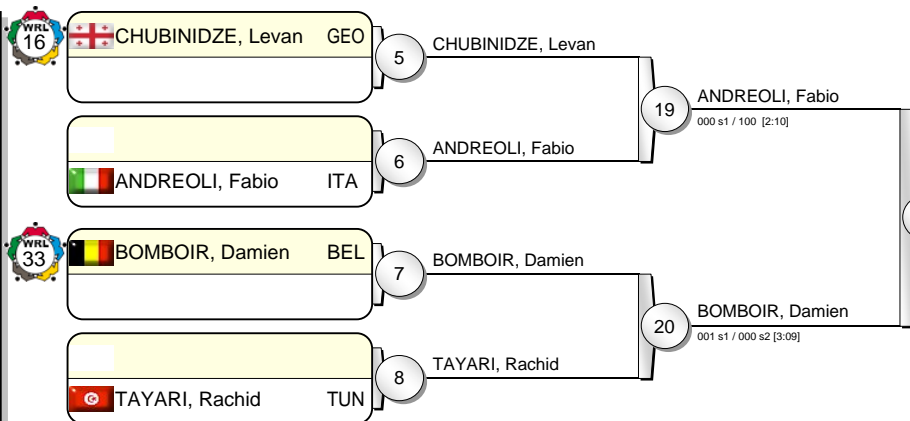 WRL
16
CHUBINIDZE, Levan GEO
5
CHUBINIDZE, Levan
19
ANDREOLI, Fabio
000 s1 / 100 [2:10]
6
ANDREOLI, Fabio
ANDREOLI, Fabio ITA
WRL
33
BOMBOIR, Damien BEL
7
BOMBOIR, Damien
20
BOMBOIR, Damien
001 s1 / 000 s2 [3:09]
8
TAYARI, Rachid
TAYARI, Rachid TUN